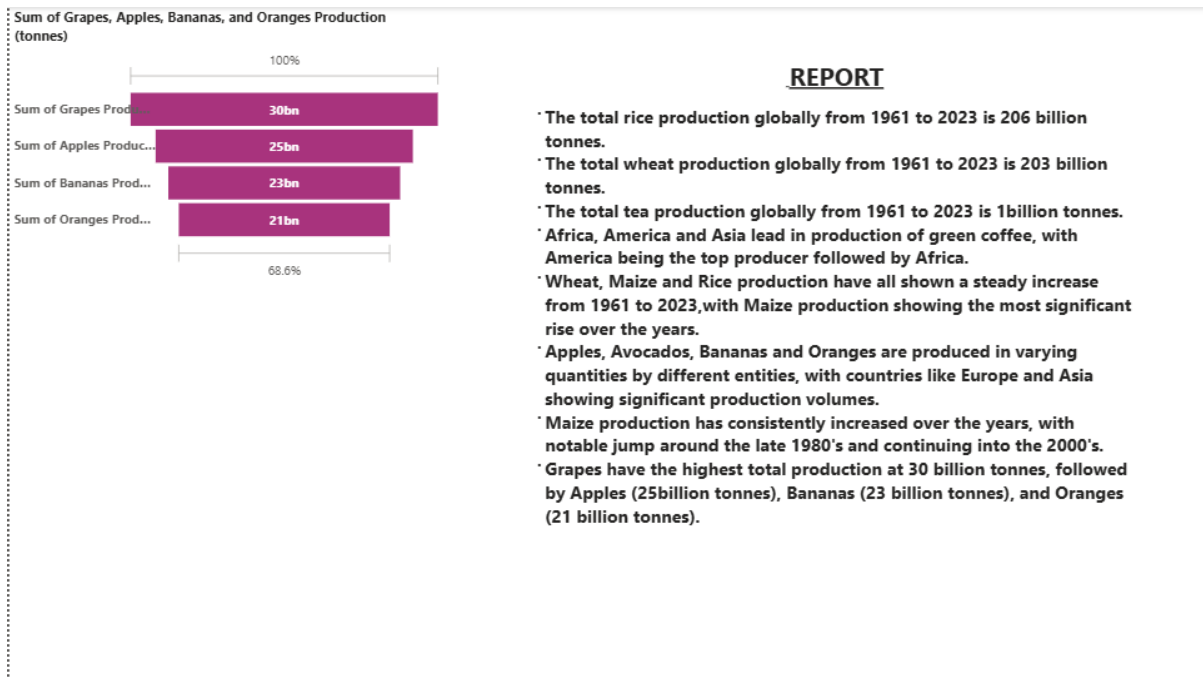 Sum of Grapes, Apples, Bananas, and Oranges Production
(tonnes)
100%
Sum of Grapes Produ...
30bn
Sum of Apples Produc...
25bn
Sum of Bananas Prod...
23bn
Sum of Oranges Prod...
21bn
68.6%
REPORT
· The total rice production globally from 1961 to 2023 is 206 billion
tonnes.
· The total wheat production globally from 1961 to 2023 is 203 billion
tonnes.
· The total tea production globally from 1961 to 2023 is 1billion tonnes.
· Africa, America and Asia lead in production of green coffee, with
America being the top producer followed by Africa.
· Wheat, Maize and Rice production have all shown a steady increase
from 1961 to 2023,with Maize production showing the most significant
rise over the years.
· Apples, Avocados, Bananas and Oranges are produced in varying
quantities by different entities, with countries like Europe and Asia
showing significant production volumes.
· Maize production has consistently increased over the years, with
notable jump around the late 1980's and continuing into the 2000's.
· Grapes have the highest total production at 30 billion tonnes, followed
by Apples (25billion tonnes), Bananas (23 billion tonnes), and Oranges
(21 billion tonnes).